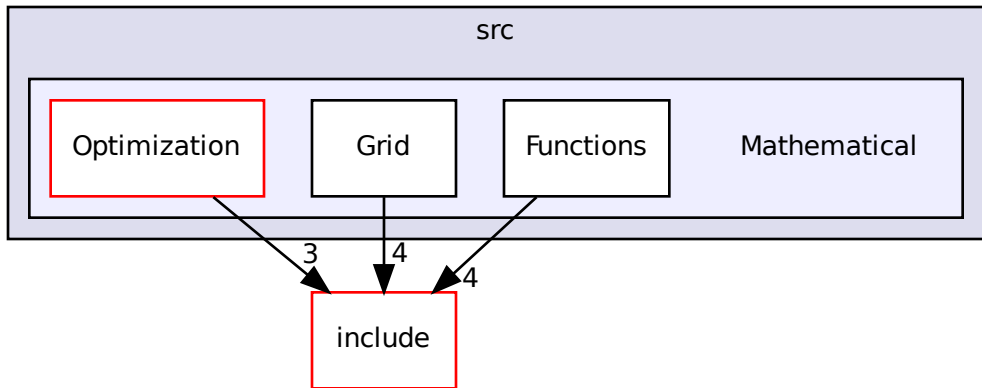 src
Optimization
Grid
Functions
Mathematical
3
4
4
include